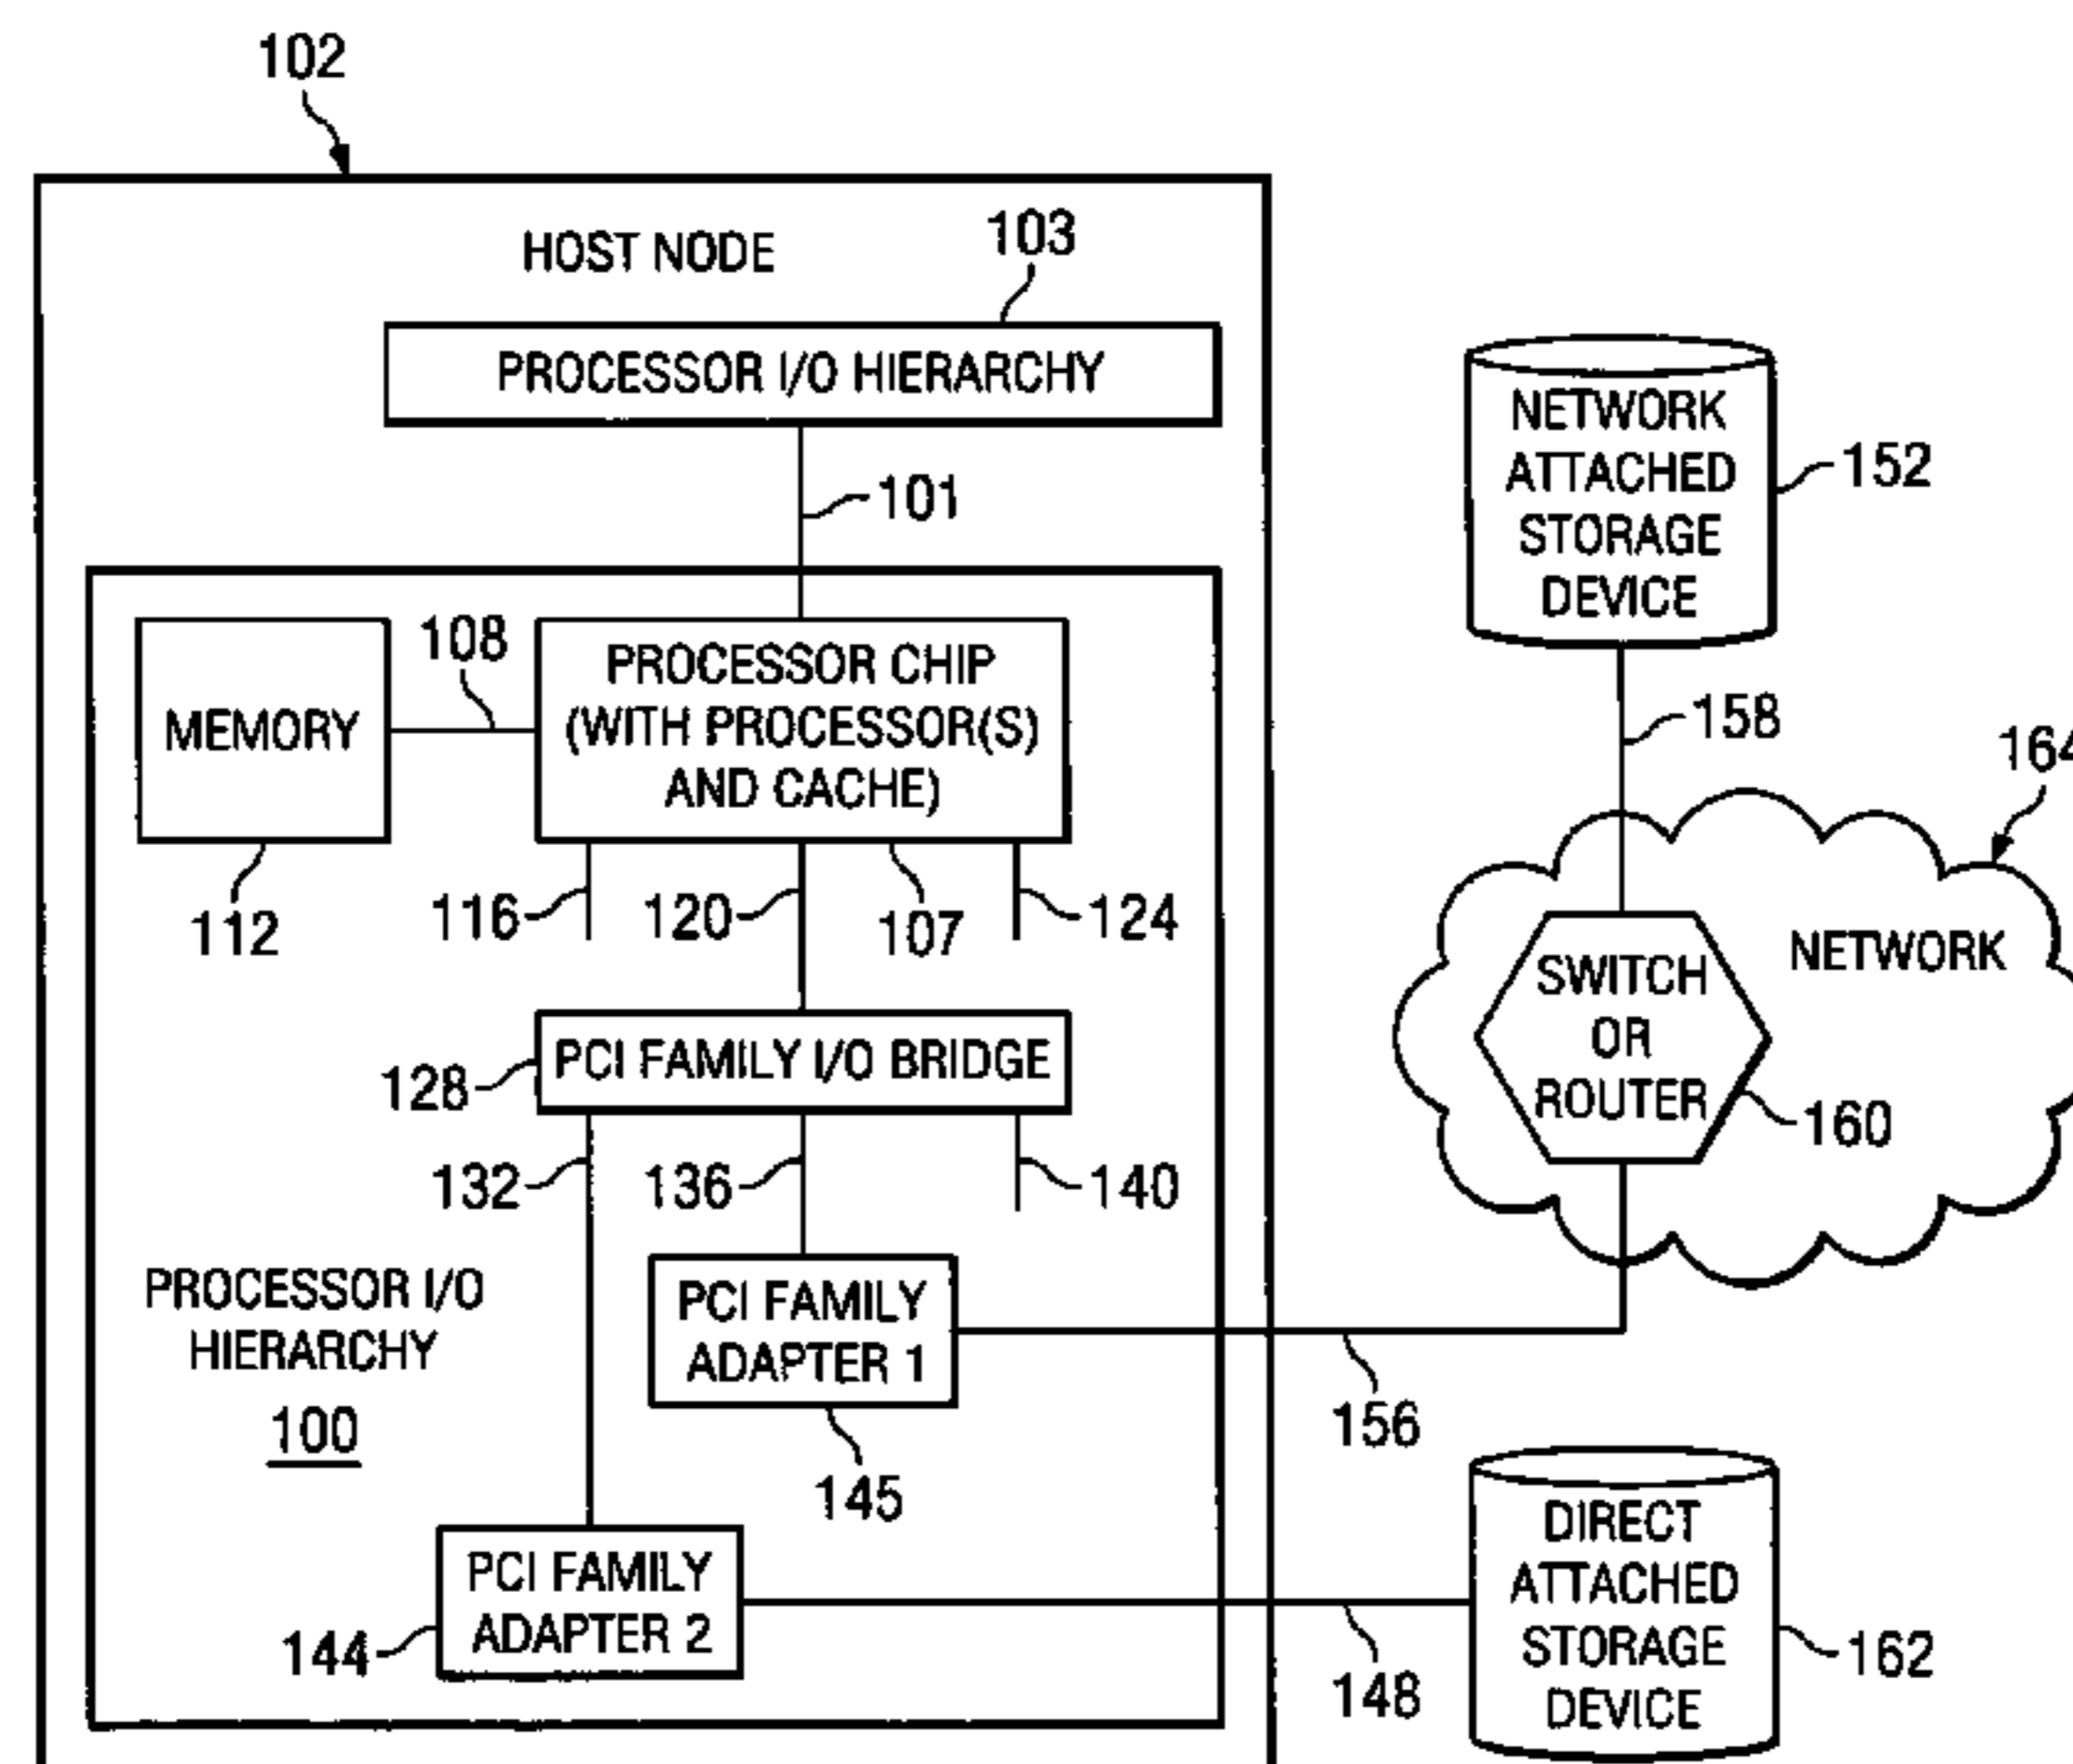 102
HOST NODE
103
PROCESSOR I/O HIERARCHY
101
NETWORK
ATTACHED
STORAGE
DEVICE
152
108
MEMORY
PROCESSOR CHIP
(WITH PROCESSOR(S)
AND CACHE)
158
164
112
116
120
107
124
NETWORK
SWITCH
OR
ROUTER
160
128
PCI FAMILY I/O BRIDGE
132
136
140
PROCESSOR I/O
HIERARCHY
100
PCI FAMILY
ADAPTER 1
145
156
PCI FAMILY
ADAPTER 2
144
148
DIRECT
ATTACHED
STORAGE
DEVICE
162